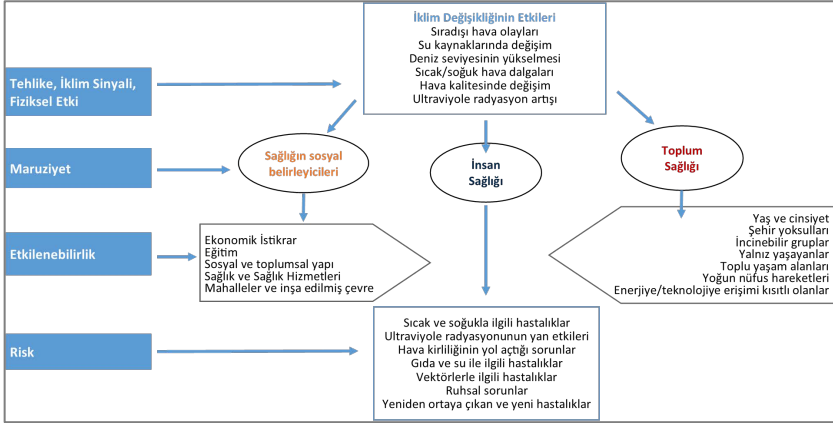 İklim Değişikliğinin Etkileri
Sıradışı hava olayları
Su kaynaklarında değişim
Deniz seviyesinin yükselmesi
Sıcak/soğuk hava dalgaları
Hava kalitesinde değişim
Ultraviyole radyasyon artışı
Tehlike, İklim Sinyali,
Fiziksel Etki
Maruziyet
Sağlığın sosyal
belirleyicileri
İnsan
Sağlığı
Toplum
Sağlığı
Etkilenebilirlik
Ekonomik İstikrar
Eğitim
Sosyal ve toplumsal yapı
Sağlık ve Sağlık Hizmetleri
Mahalleler ve inşa edilmiş çevre
Yaş ve cinsiyet
Şehir yoksulları
İncinebilir gruplar
Yalnız yaşayanlar
Toplu yaşam alanları
Yoğun nüfus hareketleri
Enerjiye/teknolojiye erişimi kısıtlı olanlar
Risk
Sıcak ve soğukla ilgili hastalıklar
Ultraviyole radyasyonunun yan etkileri
Hava kirliliğinin yol açtığı sorunlar
Gıda ve su ile ilgili hastalıklar
Vektörlerle ilgili hastalıklar
Ruhsal sorunlar
Yeniden ortaya çıkan ve yeni hastalıklar